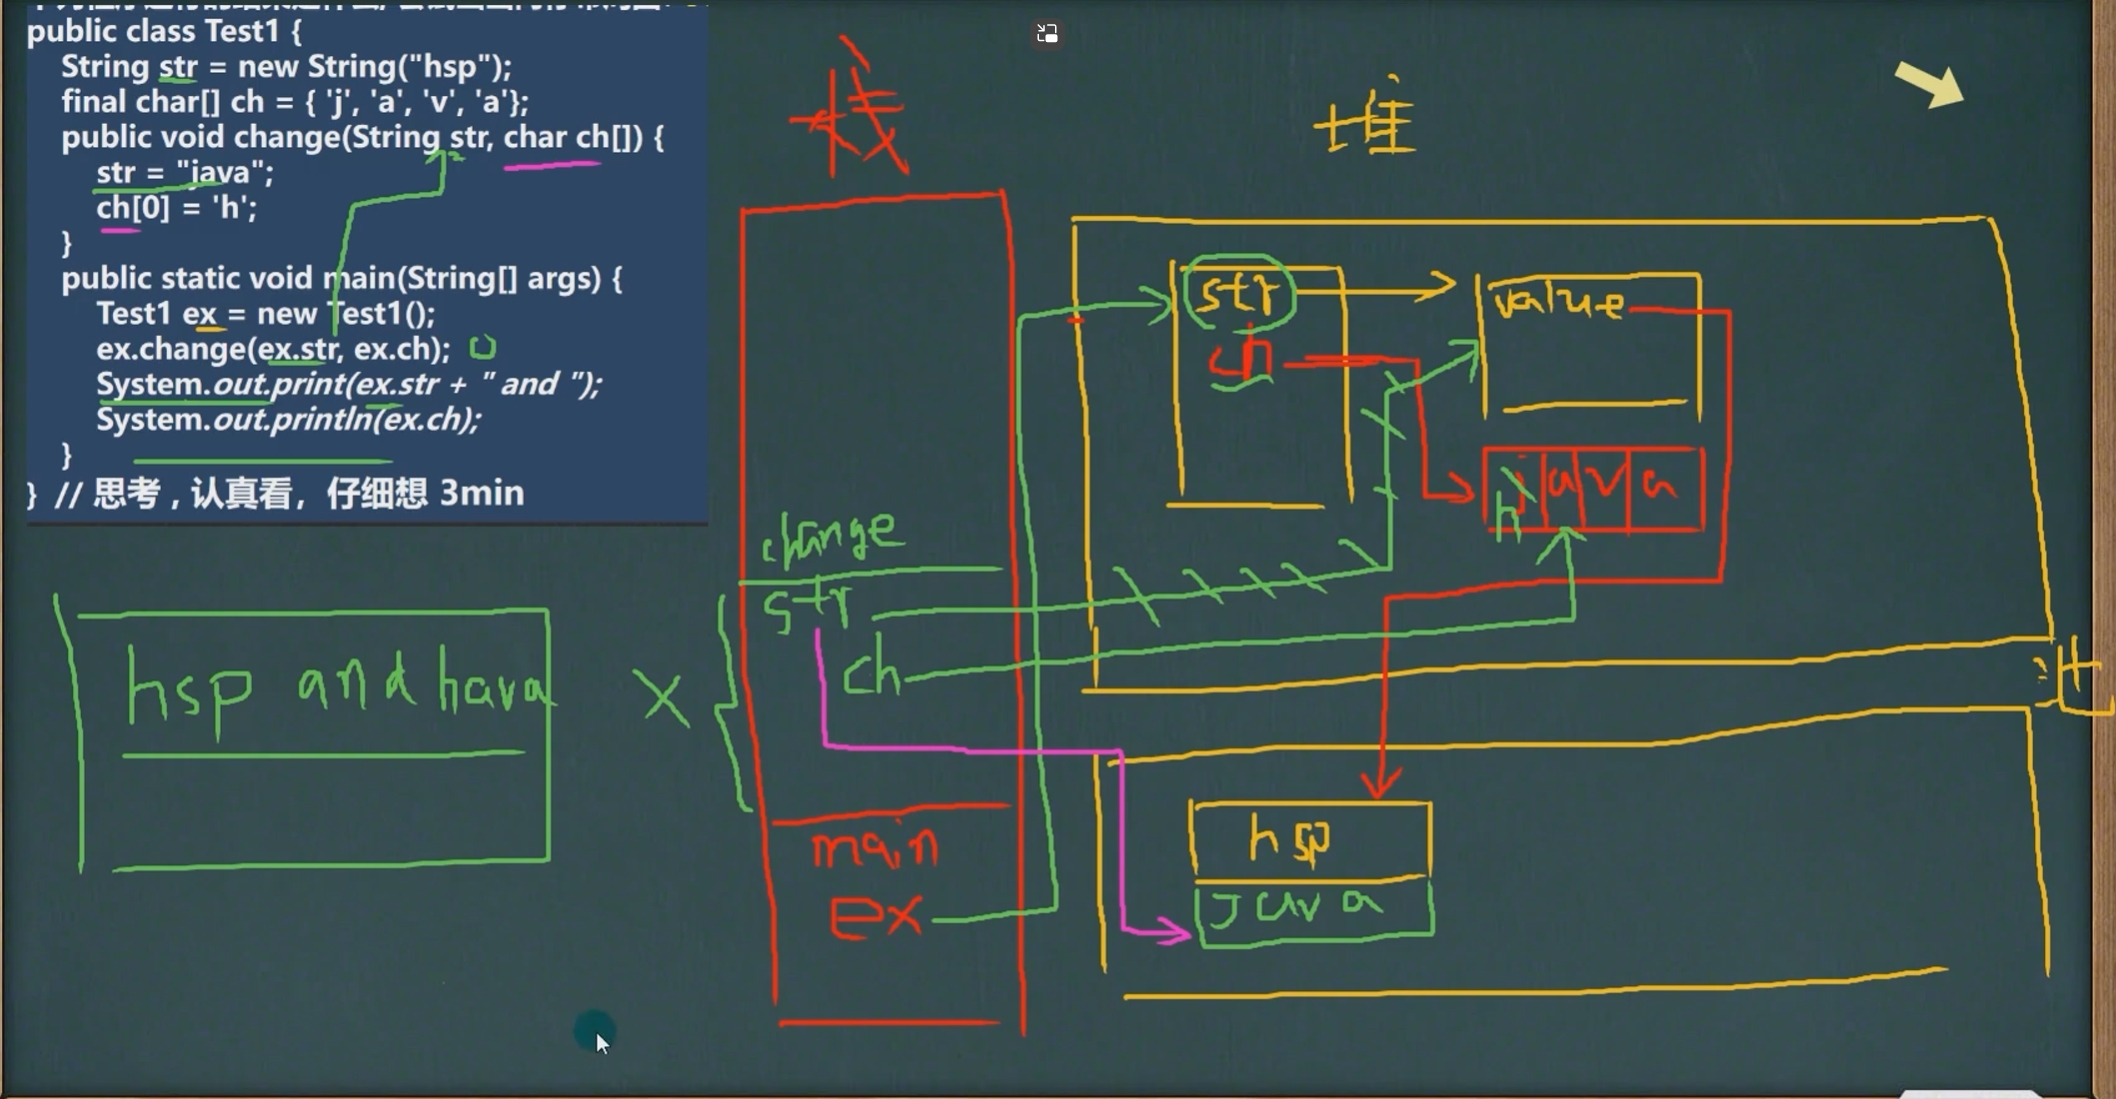 public class Test1 {
String str = new String("hsp");
final char[] ch = { 'j', 'a', 'v', 'a'};
public void change(String str, char ch[]) {
str = "java";
ch[0] = 'h';
}
public static void main(String[] args) {
Test1 ex = new Test1();
ex.change(ex.str, ex.ch);
System.out.print(ex.str + " and ");
System.out.println(ex.ch);
}
} // 思考，认真看，仔细想 3min
hsp and hava
栈
change
str
ch
main
ex
堆
str
ch
value
j a v a
h
hsp
java